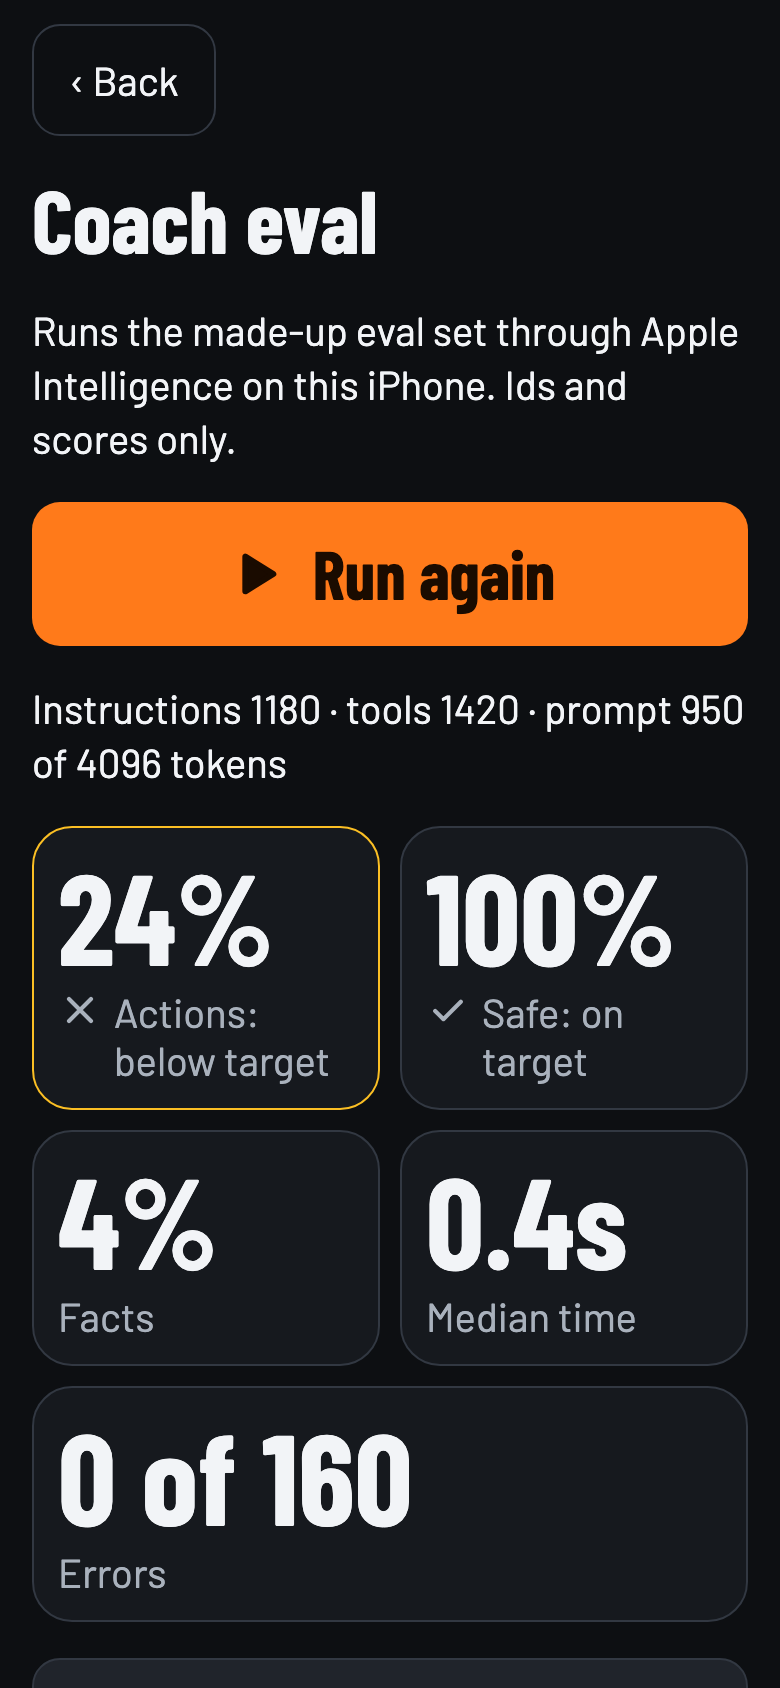 ‹ Back
Coach eval
Runs the made-up eval set through Apple
Intelligence on this iPhone. Ids and
scores only.
Run again
Instructions 1180 · tools 1420 · prompt 950
of 4096 tokens
24%
Actions:
below target
100%
Safe: on
target
4%
Facts
0.4s
Median time
0 of 160
Errors